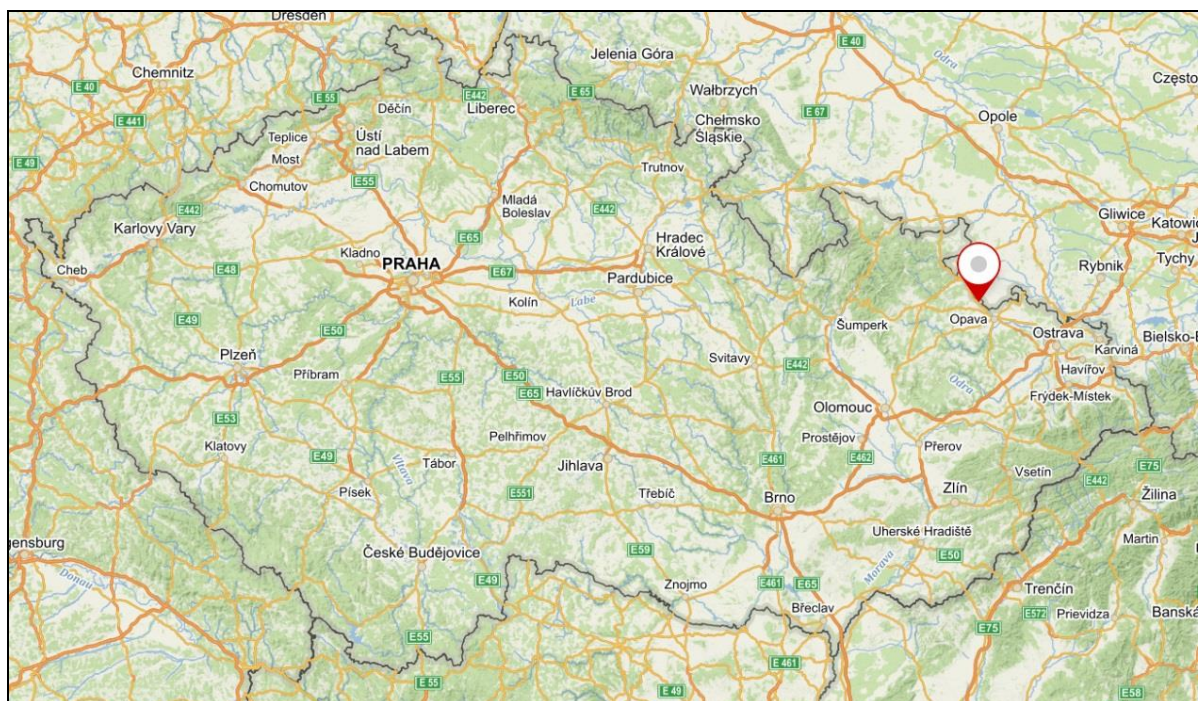 Dresden
Jelenia Góra
E 40
Odra
Chemnitz
E 40
E 55
Děčín
E442
Liberec
E 65
Wałbrzych
E 67
Opole
E 441
Teplice
Ústí
nad Labem
Chełmsko
Śląskie
E 49
Most
Chomutov
E55
Trutnov
Mladá
Boleslav
E442
E442
Karlovy Vary
E65
Gliwice
Kladno
PRAHA
Hradec
Králové
Rybnik
Tychy
Cheb
E48
E67
Pardubice
Kolín
Labe
E49
E50
Šumperk
Opava
Ostrava
Karviná
Plzeň
Příbram
E55
E50
E65
Havlíčkův Brod
Svitavy
E442
Odra
Havířov
Frýdek-Místek
E53
Olomouc
Klatovy
E49
Vltava
Tábor
Pelhřimov
Jihlava
E461
Prostějov
E462
Přerov
Vsetín
E442
E75
Písek
E551
Třebíč
Brno
Zlín
Žilina
České Budějovice
E59
Uherské Hradiště
E50
Martin
Donau
E49
Znojmo
E461
E65
Morava
Břeclav
Trenčín
E572
Prievidza
E55
E75
E 55
E 461
E 49
E58